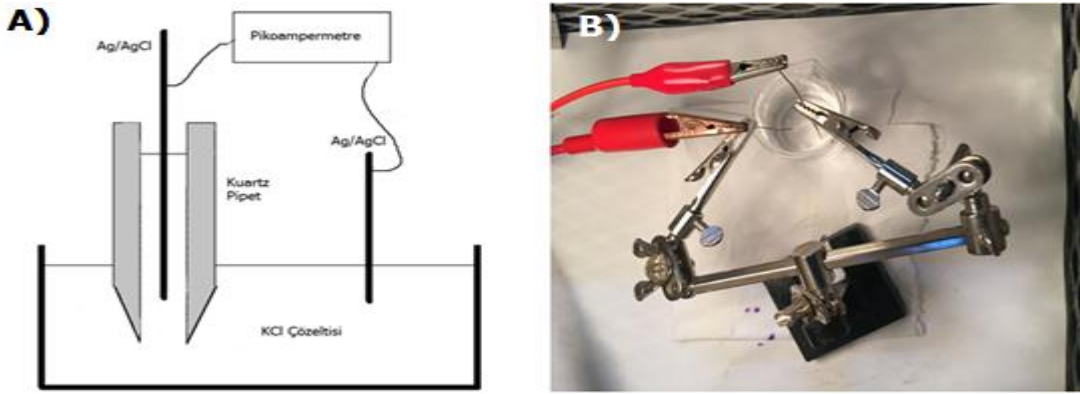 A)
Ag/AgCl
Pikoampermetre
Ag/AgCl
Kuartz
Pipet
KCl Çözeltisi
B)